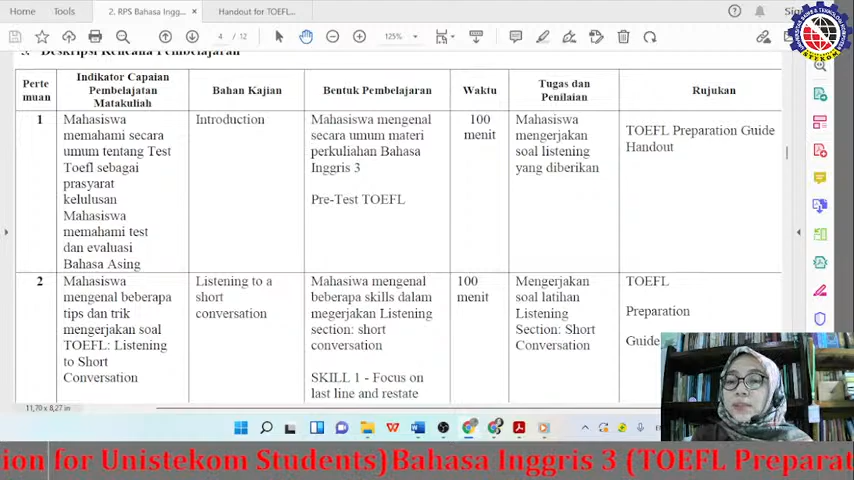 Home
Tools
2. RPS Bahasa Ingg...
Handout for TOEFL...
4 / 12
125%
Perte
muan
Indikator Capaian
Pembelajatan
Matakuliah
Bahan Kajian
Bentuk Pembelajaran
Waktu
Tugas dan
Penilaian
Rujukan
1
Mahasiswa
memahami secara
umum tentang Test
Toefl sebagai
prasyarat
kelulusan
Mahasiswa
memahami test
dan evaluasi
Bahasa Asing
Introduction
Mahasiswa mengenal
secara umum materi
perkuliahan Bahasa
Inggris 3
Pre-Test TOEFL
100
menit
Mahasiswa
mengerjakan
soal listening
yang diberikan
TOEFL Preparation Guide
Handout
2
Mahasiswa
mengenal beberapa
tips dan trik
mengerjakan soal
TOEFL: Listening
to Short
Conversation
Listening to a
short
conversation
Mahasiwa mengenal
beberapa skills dalam
megerjakan Listening
section: short
conversation
SKILL 1 - Focus on
last line and restate
100
menit
Mengerjakan
soal latihan
Listening
Section: Short
Conversation
TOEFL
Preparation
Guide
11,70 x 8,27 in
STEKOM
ion for Unistekom Students)Bahasa Inggris 3 (TOEFL Preparat